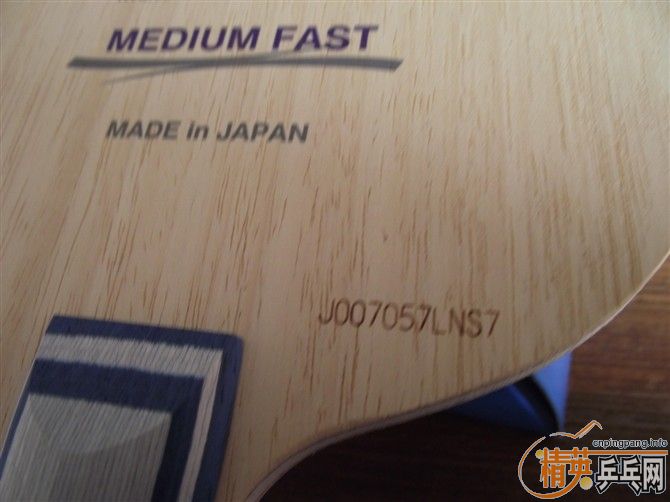 MEDIUM FAST
MADE in JAPAN
J007057LNS7
cnpingpang.info
精英乒乓网